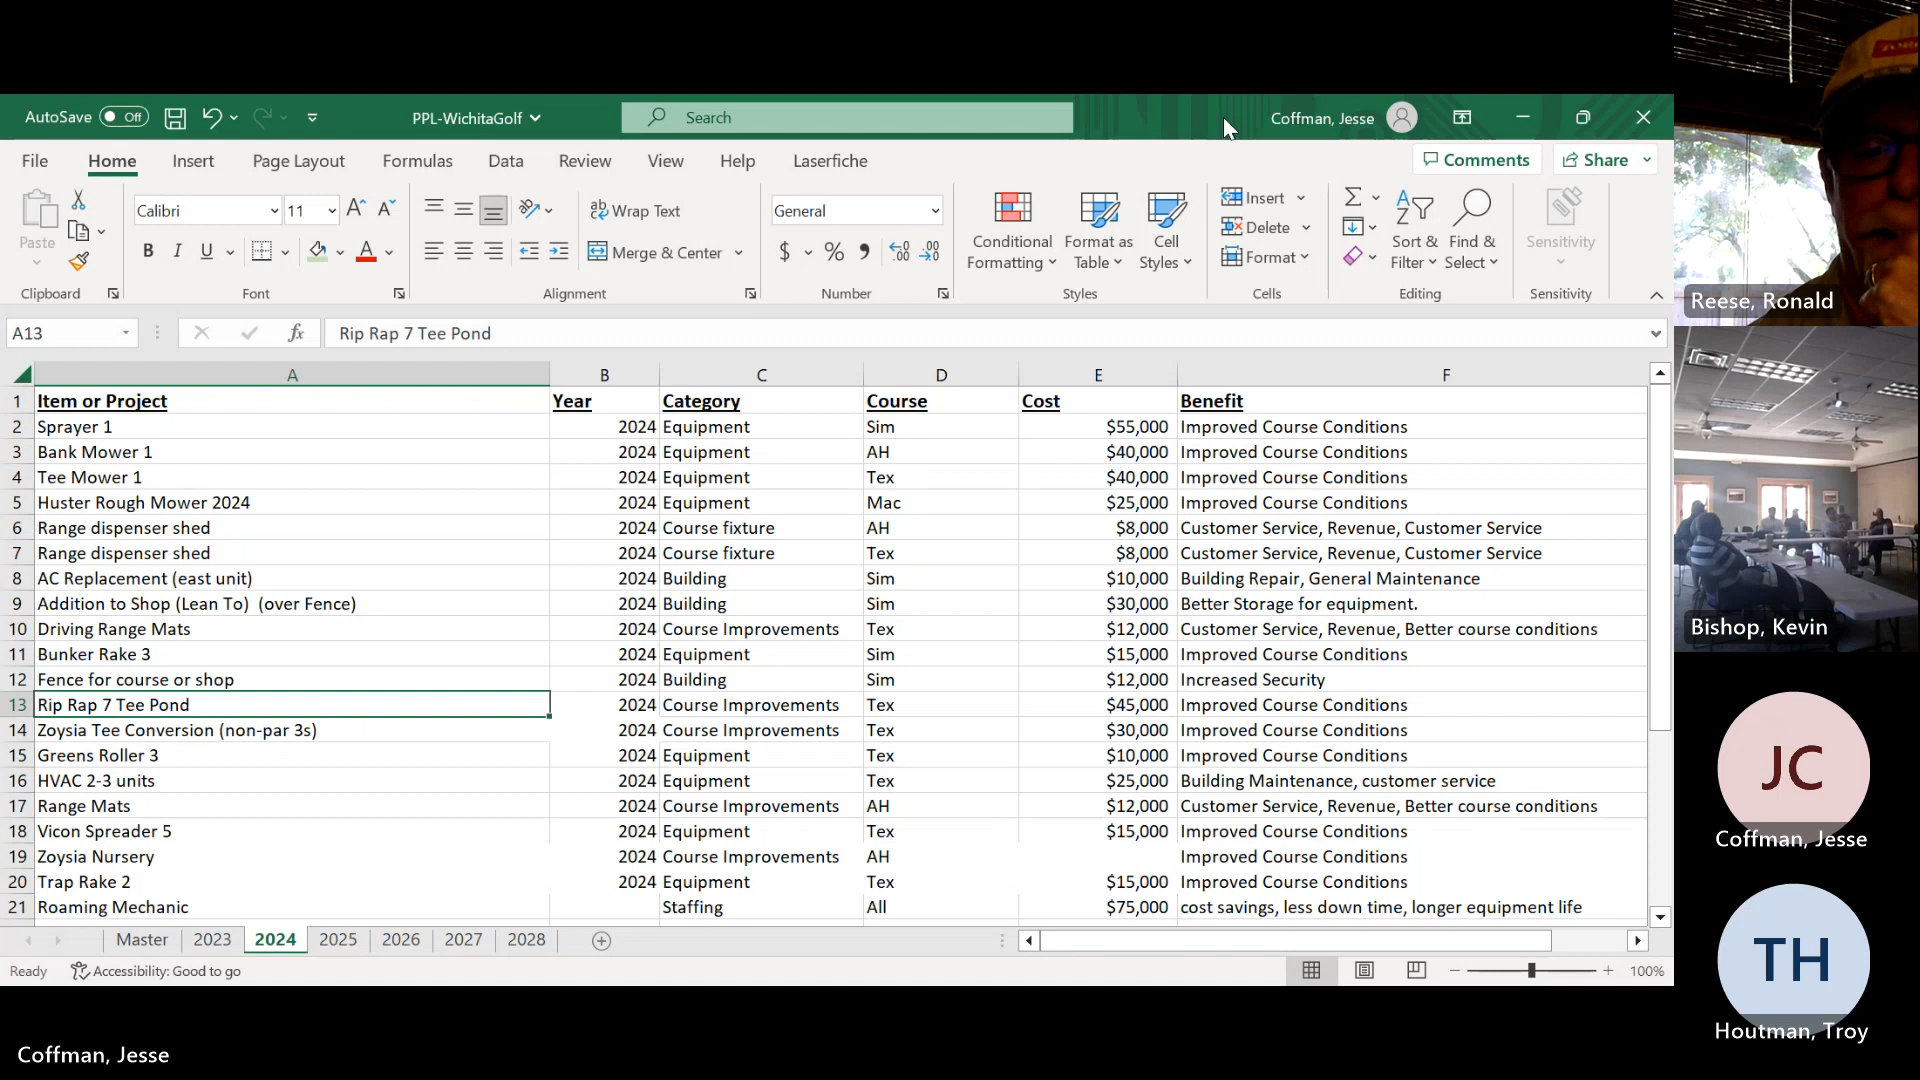 AutoSave Off PPL-WichitaGolf Search Coffman, Jesse
File Home Insert Page Layout Formulas Data Review View Help Laserfiche Comments Share
Paste
Clipboard
Calibri 11 A A
B I U A
Font
ab Wrap Text
Merge & Center
Alignment
General
$ % 9 .00
Number
Conditional Formatting
Format as Table
Cell Styles
Styles
Insert
Delete
Format
Cells
Sort & Filter
Find & Select
Editing
Sensitivity
Sensitivity
A13 fx Rip Rap 7 Tee Pond
A B C D E F
1 Item or Project Year Category Course Cost Benefit
2 Sprayer 1 2024 Equipment Sim $55,000 Improved Course Conditions
3 Bank Mower 1 2024 Equipment AH $40,000 Improved Course Conditions
4 Tee Mower 1 2024 Equipment Tex $40,000 Improved Course Conditions
5 Huster Rough Mower 2024 2024 Equipment Mac $25,000 Improved Course Conditions
6 Range dispenser shed 2024 Course fixture AH $8,000 Customer Service, Revenue, Customer Service
7 Range dispenser shed 2024 Course fixture Tex $8,000 Customer Service, Revenue, Customer Service
8 AC Replacement (east unit) 2024 Building Sim $10,000 Building Repair, General Maintenance
9 Addition to Shop (Lean To) (over Fence) 2024 Building Sim $30,000 Better Storage for equipment.
10 Driving Range Mats 2024 Course Improvements Tex $12,000 Customer Service, Revenue, Better course conditions
11 Bunker Rake 3 2024 Equipment Sim $15,000 Improved Course Conditions
12 Fence for course or shop 2024 Building Sim $12,000 Increased Security
13 Rip Rap 7 Tee Pond 2024 Course Improvements Tex $45,000 Improved Course Conditions
14 Zoysia Tee Conversion (non-par 3s) 2024 Course Improvements Tex $30,000 Improved Course Conditions
15 Greens Roller 3 2024 Equipment Tex $10,000 Improved Course Conditions
16 HVAC 2-3 units 2024 Equipment Tex $25,000 Building Maintenance, customer service
17 Range Mats 2024 Course Improvements AH $12,000 Customer Service, Revenue, Better course conditions
18 Vicon Spreader 5 2024 Equipment Tex $15,000 Improved Course Conditions
19 Zoysia Nursery 2024 Course Improvements AH Improved Course Conditions
20 Trap Rake 2 2024 Equipment Tex $15,000 Improved Course Conditions
21 Roaming Mechanic Staffing All $75,000 cost savings, less down time, longer equipment life
Master 2023 2024 2025 2026 2027 2028
Ready Accessibility: Good to go 100%
Coffman, Jesse
Reese, Ronald
Bishop, Kevin
JC
Coffman, Jesse
TH
Houtman, Troy